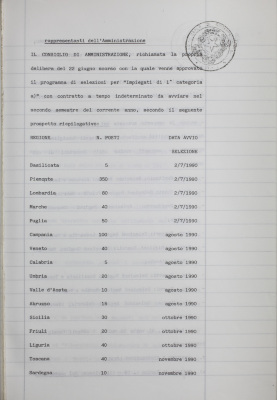 rappresentanti dell'Amministrazione
IL CONSIGLIO DI AMMINISTRAZIONE, richiamata la propria
delibera del 20 giugno scorso con la quale venne approvato
il programma di selezioni per "impiegati di 1^ categoria
a)" con contratto a tempo indeterminato da avviare nel
secondo semestre del corrente anno, secondo il seguente
prospetto riepilogativo:
REGIONE N. POSTI DATA AVVIO
SELEZIONE
Basilicata 5 2/7/1990
Piemonte 350 2/7/1990
Lombardia 80 2/7/1990
Marche 40 2/7/1990
Puglia 50 2/7/1990
Campania 100 agosto 1990
Veneto 40 agosto 1990
Calabria 5 agosto 1990
Umbria 20 agosto 1990
Valle d'Aosta 10 agosto 1990
Abruzzo 15 agosto 1990
Sicilia 30 ottobre 1990
Friuli 20 ottobre 1990
Liguria 40 ottobre 1990
Toscana 40 novembre 1990
Sardegna 10 novembre 1990